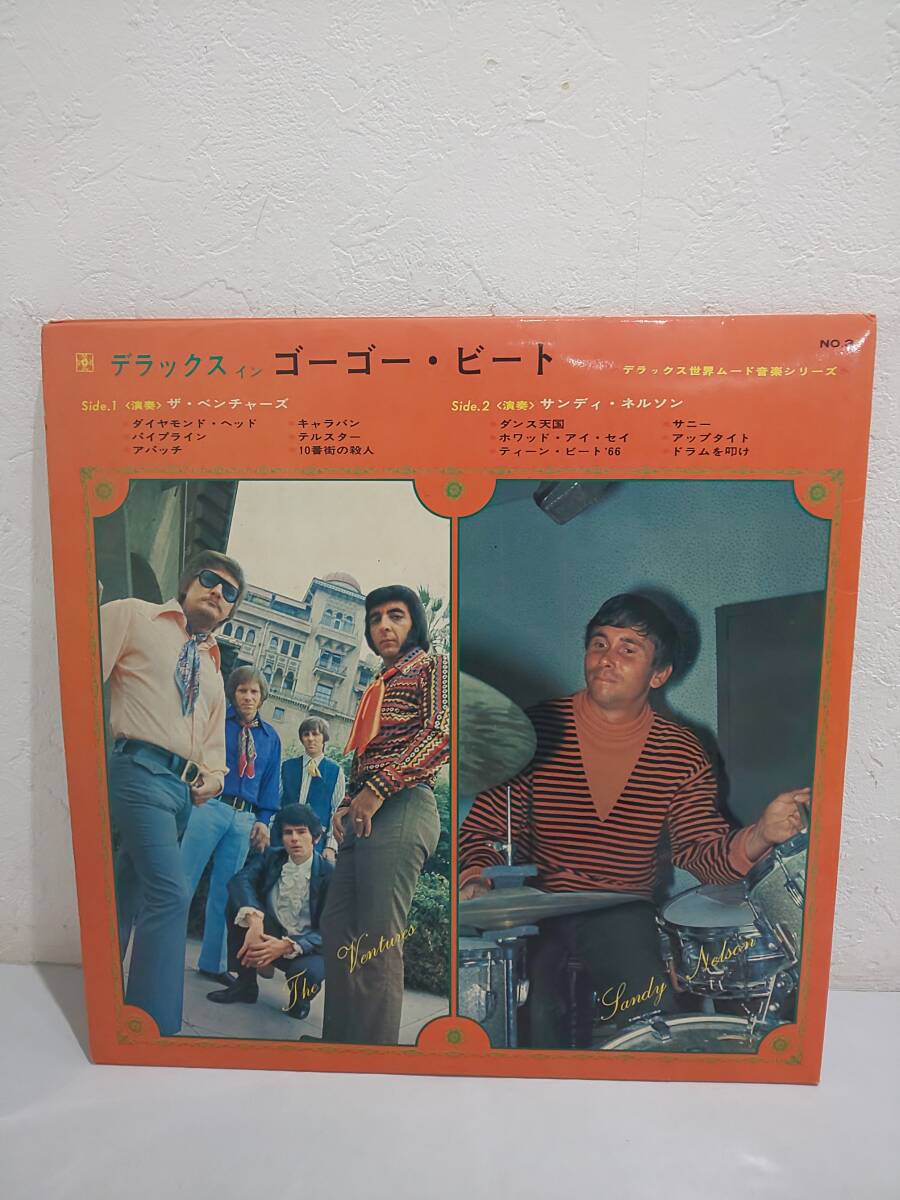 デラックス イン ゴーゴー・ビート
NO.3
デラックス世界ムード音楽シリーズ
Side.1 〈演奏〉ザ・ベンチャーズ
ダイヤモンド・ヘッド
パイプライン
アパッチ
キャラバン
テルスター
10番街の殺人
Side.2 〈演奏〉サンディ・ネルソン
ダンス天国
ホワッド・アイ・セイ
ティーン・ビート'66
サニー
アップタイト
ドラムを叩け
The Ventures
Sandy Nelson